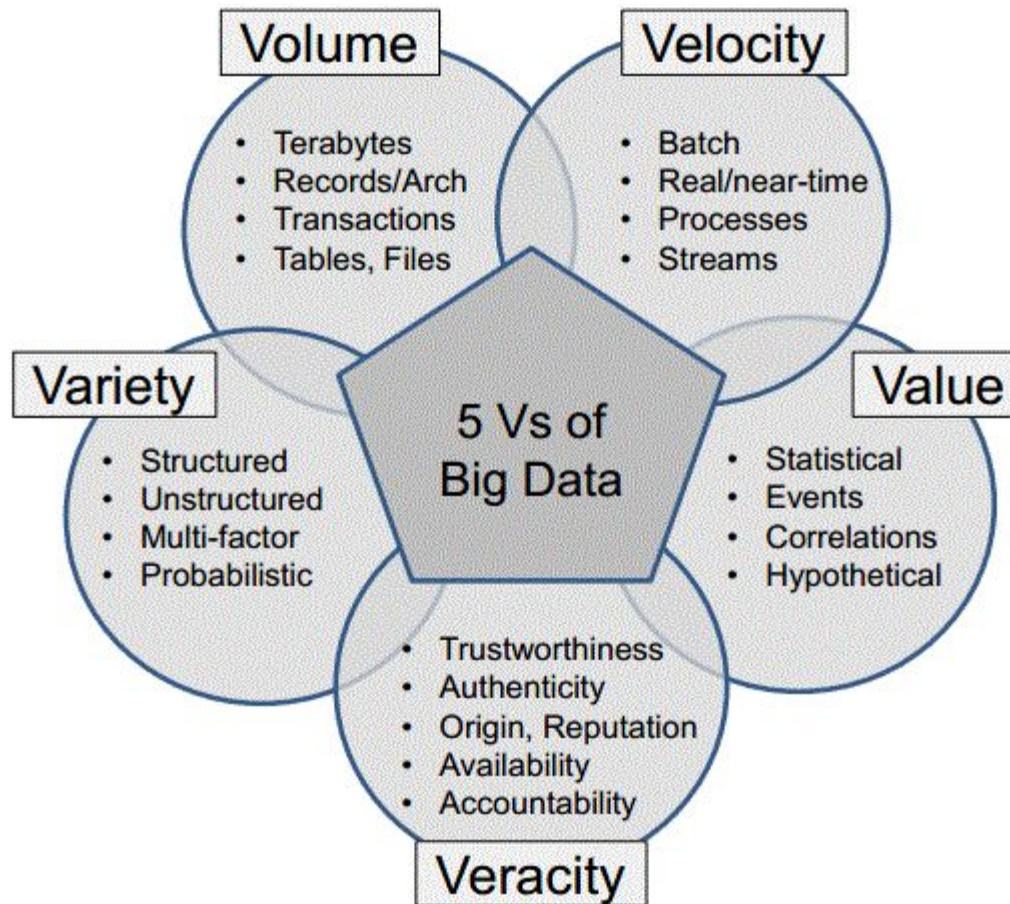 Volume
• Terabytes
• Records/Arch
• Transactions
• Tables, Files
Velocity
• Batch
• Real/near-time
• Processes
• Streams
Variety
• Structured
• Unstructured
• Multi-factor
• Probabilistic
5 Vs of
Big Data
Value
• Statistical
• Events
• Correlations
• Hypothetical
• Trustworthiness
• Authenticity
• Origin, Reputation
• Availability
• Accountability
Veracity